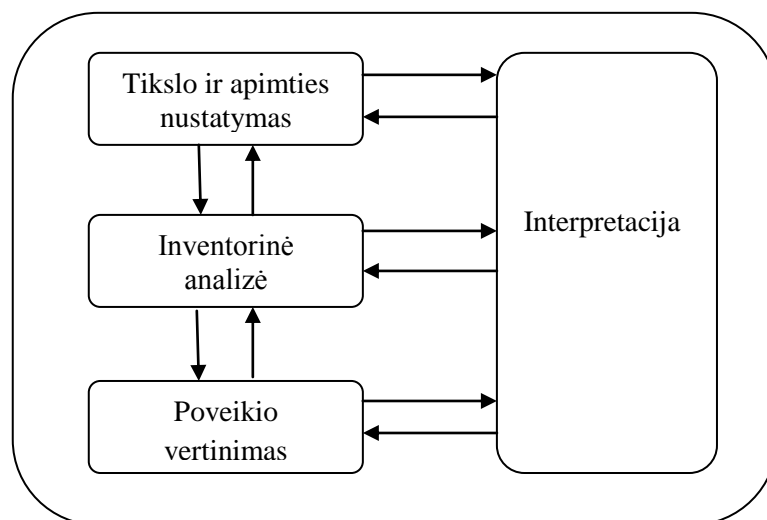 Tikslo ir apimties
nustatymas
Inventorinė
analizė
Poveikio
vertinimas
Interpretacija